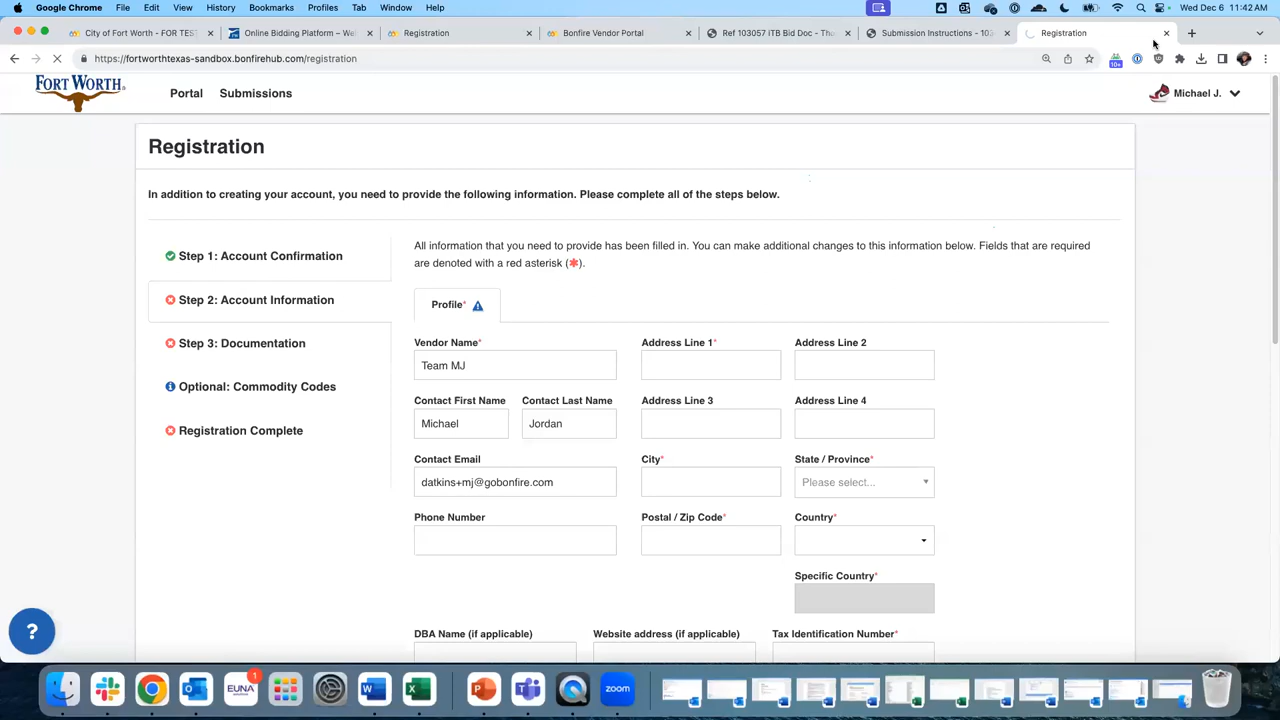 Google Chrome File Edit View History Bookmarks Profiles Tab Window Help Wed Dec 6 11:42 AM
City of Fort Worth - FOR TEST Online Bidding Platform – We Registration Bonfire Vendor Portal Ref 103057 iTB Bid Doc - Thu Submission Instructions - 102 Registration
https://fortworthtexas-sandbox.bonfirehub.com/registration 10+
FORT WORTH Portal Submissions Michael J.
Registration
In addition to creating your account, you need to provide the following information. Please complete all of the steps below.
Step 1: Account Confirmation
Step 2: Account Information
Step 3: Documentation
Optional: Commodity Codes
Registration Complete
All information that you need to provide has been filled in. You can make additional changes to this information below. Fields that are required
are denoted with a red asterisk (✱).
Profile*
Vendor Name* Address Line 1* Address Line 2
Team MJ
Contact First Name Contact Last Name Address Line 3 Address Line 4
Michael Jordan
Contact Email City* State / Province*
datkins+mj@gobonfire.com Please select...
Phone Number Postal / Zip Code* Country*
Specific Country*
DBA Name (if applicable) Website address (if applicable) Tax Identification Number*
?
EUNA 1 zoom